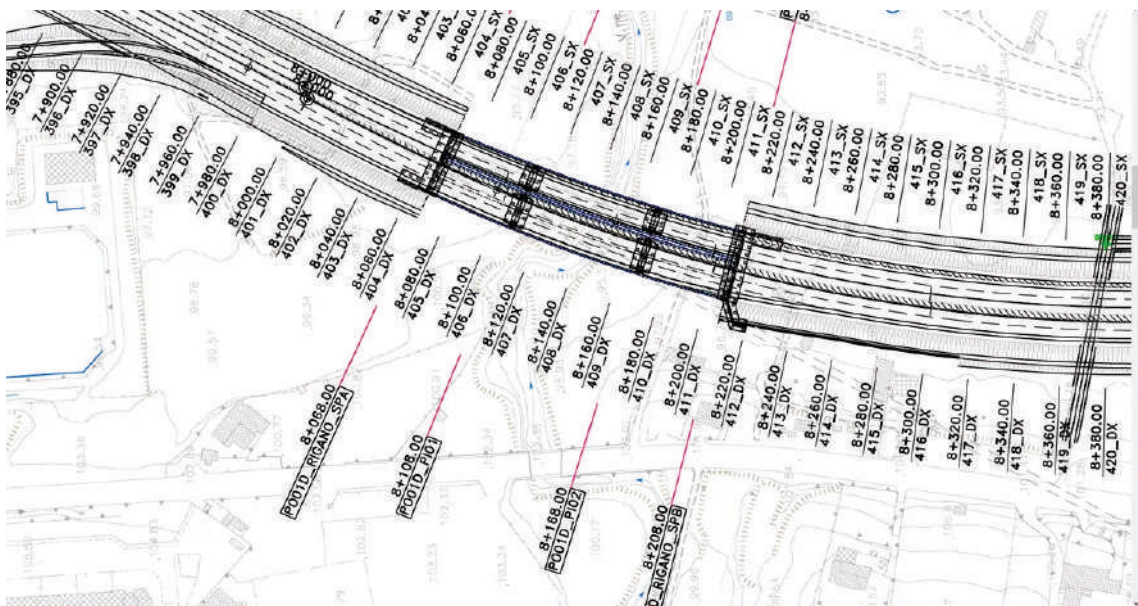 8+040.00
403_SX
8+060.00
404_SX
8+080.00
405_SX
8+100.00
406_SX
8+120.00
407_SX
8+140.00
408_SX
8+160.00
409_SX
8+180.00
410_SX
8+200.00
411_SX
8+220.00
412_SX
8+240.00
413_SX
8+260.00
414_SX
8+280.00
415_SX
8+300.00
416_SX
8+320.00
417_SX
8+340.00
418_SX
8+360.00
419_SX
8+380.00
420_SX
395_DX
7+900.00
396_DX
7+920.00
397_DX
7+940.00
398_DX
7+960.00
399_DX
7+980.00
400_DX
8+000.00
401_DX
8+020.00
402_DX
8+040.00
403_DX
8+060.00
404_DX
8+080.00
405_DX
8+100.00
406_DX
8+120.00
407_DX
8+140.00
408_DX
8+160.00
409_DX
8+180.00
410_DX
8+200.00
411_DX
8+220.00
412_DX
8+240.00
413_DX
8+260.00
414_DX
8+280.00
415_DX
8+300.00
416_DX
8+320.00
417_DX
8+340.00
418_DX
8+360.00
419_DX
8+380.00
420_DX
8+068.00
PO01D_RIGANO_SPA
8+108.00
PO01D_PI01
8+168.00
PO01D_PI02
8+208.00
D_RIGANO_SPB